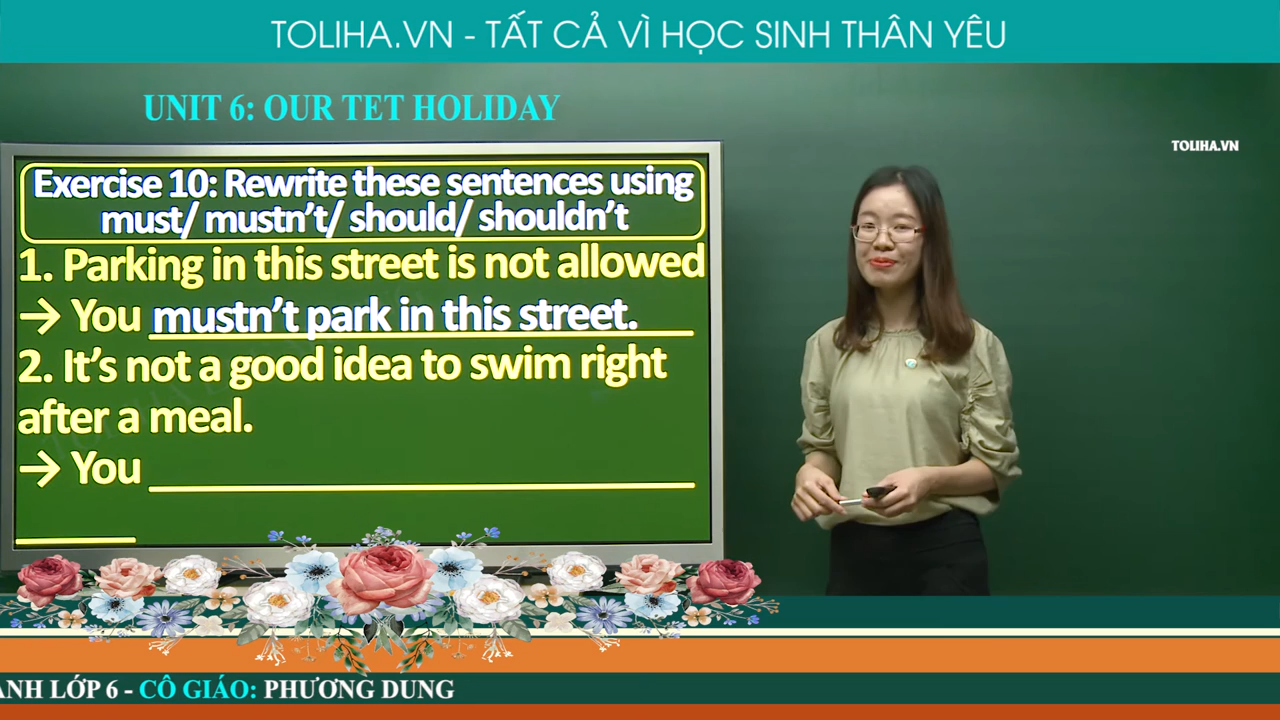 TOLIHA.VN - TẤT CẢ VÌ HỌC SINH THÂN YÊU
UNIT 6: OUR TET HOLIDAY
TOLIHA.VN
Exercise 10: Rewrite these sentences using
must/ mustn’t/ should/ shouldn’t
1. Parking in this street is not allowed
→ You mustn’t park in this street.
2. It’s not a good idea to swim right
after a meal.
→ You
ANH LỚP 6 - CÔ GIÁO: PHƯƠNG DUNG